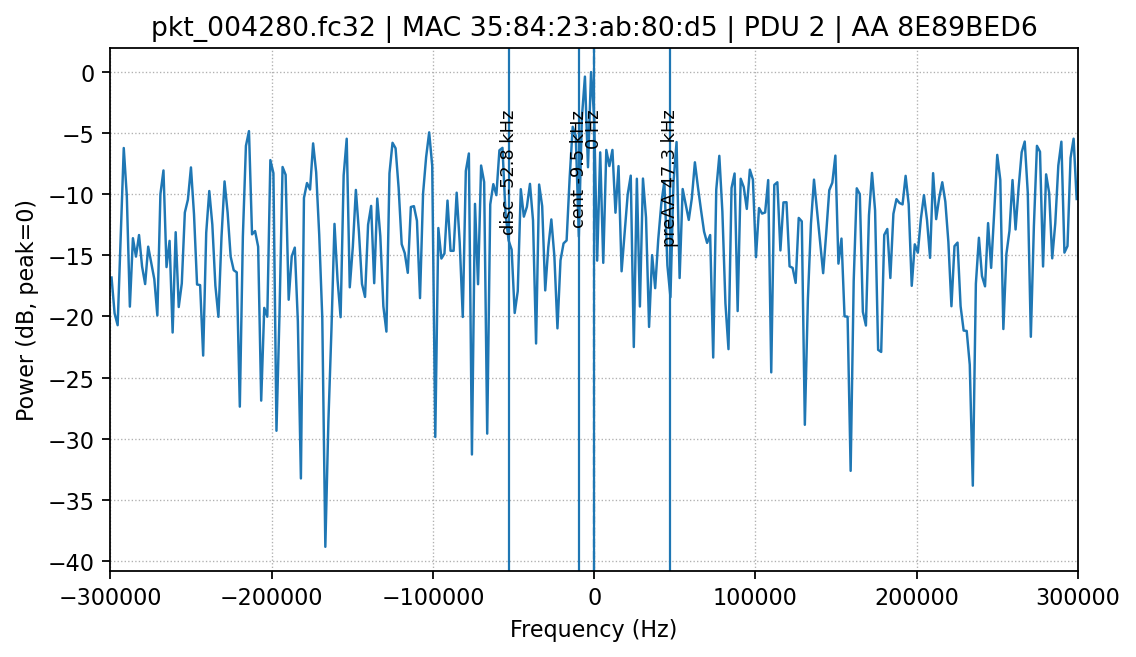 pkt_004280.fc32 | MAC 35:84:23:ab:80:d5 | PDU 2 | AA 8E89BED6
Power (dB, peak=0)
0
−5
−10
−15
−20
−25
−30
−35
−40
disc -52.8 kHz
cent -9.5 kHz
0 Hz
preAA 47.3 kHz
−300000
−200000
−100000
0
100000
200000
300000
Frequency (Hz)